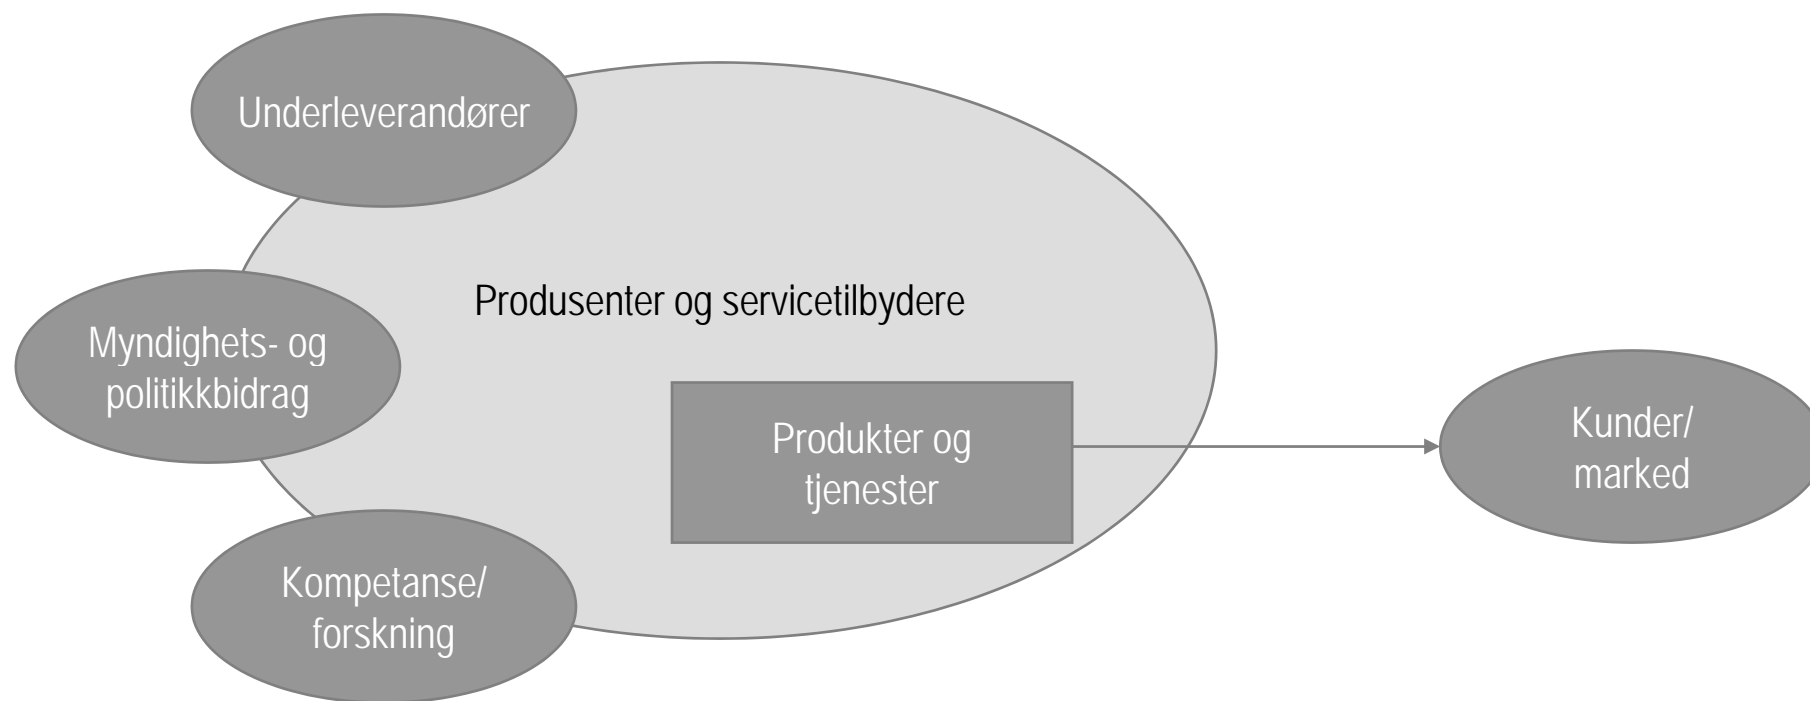 Underleverandører
Produsenter og servicetilbydere
Myndighets- og
politikkbidrag
Produkter og
tjenester
Kunder/
marked
Kompetanse/
forskning